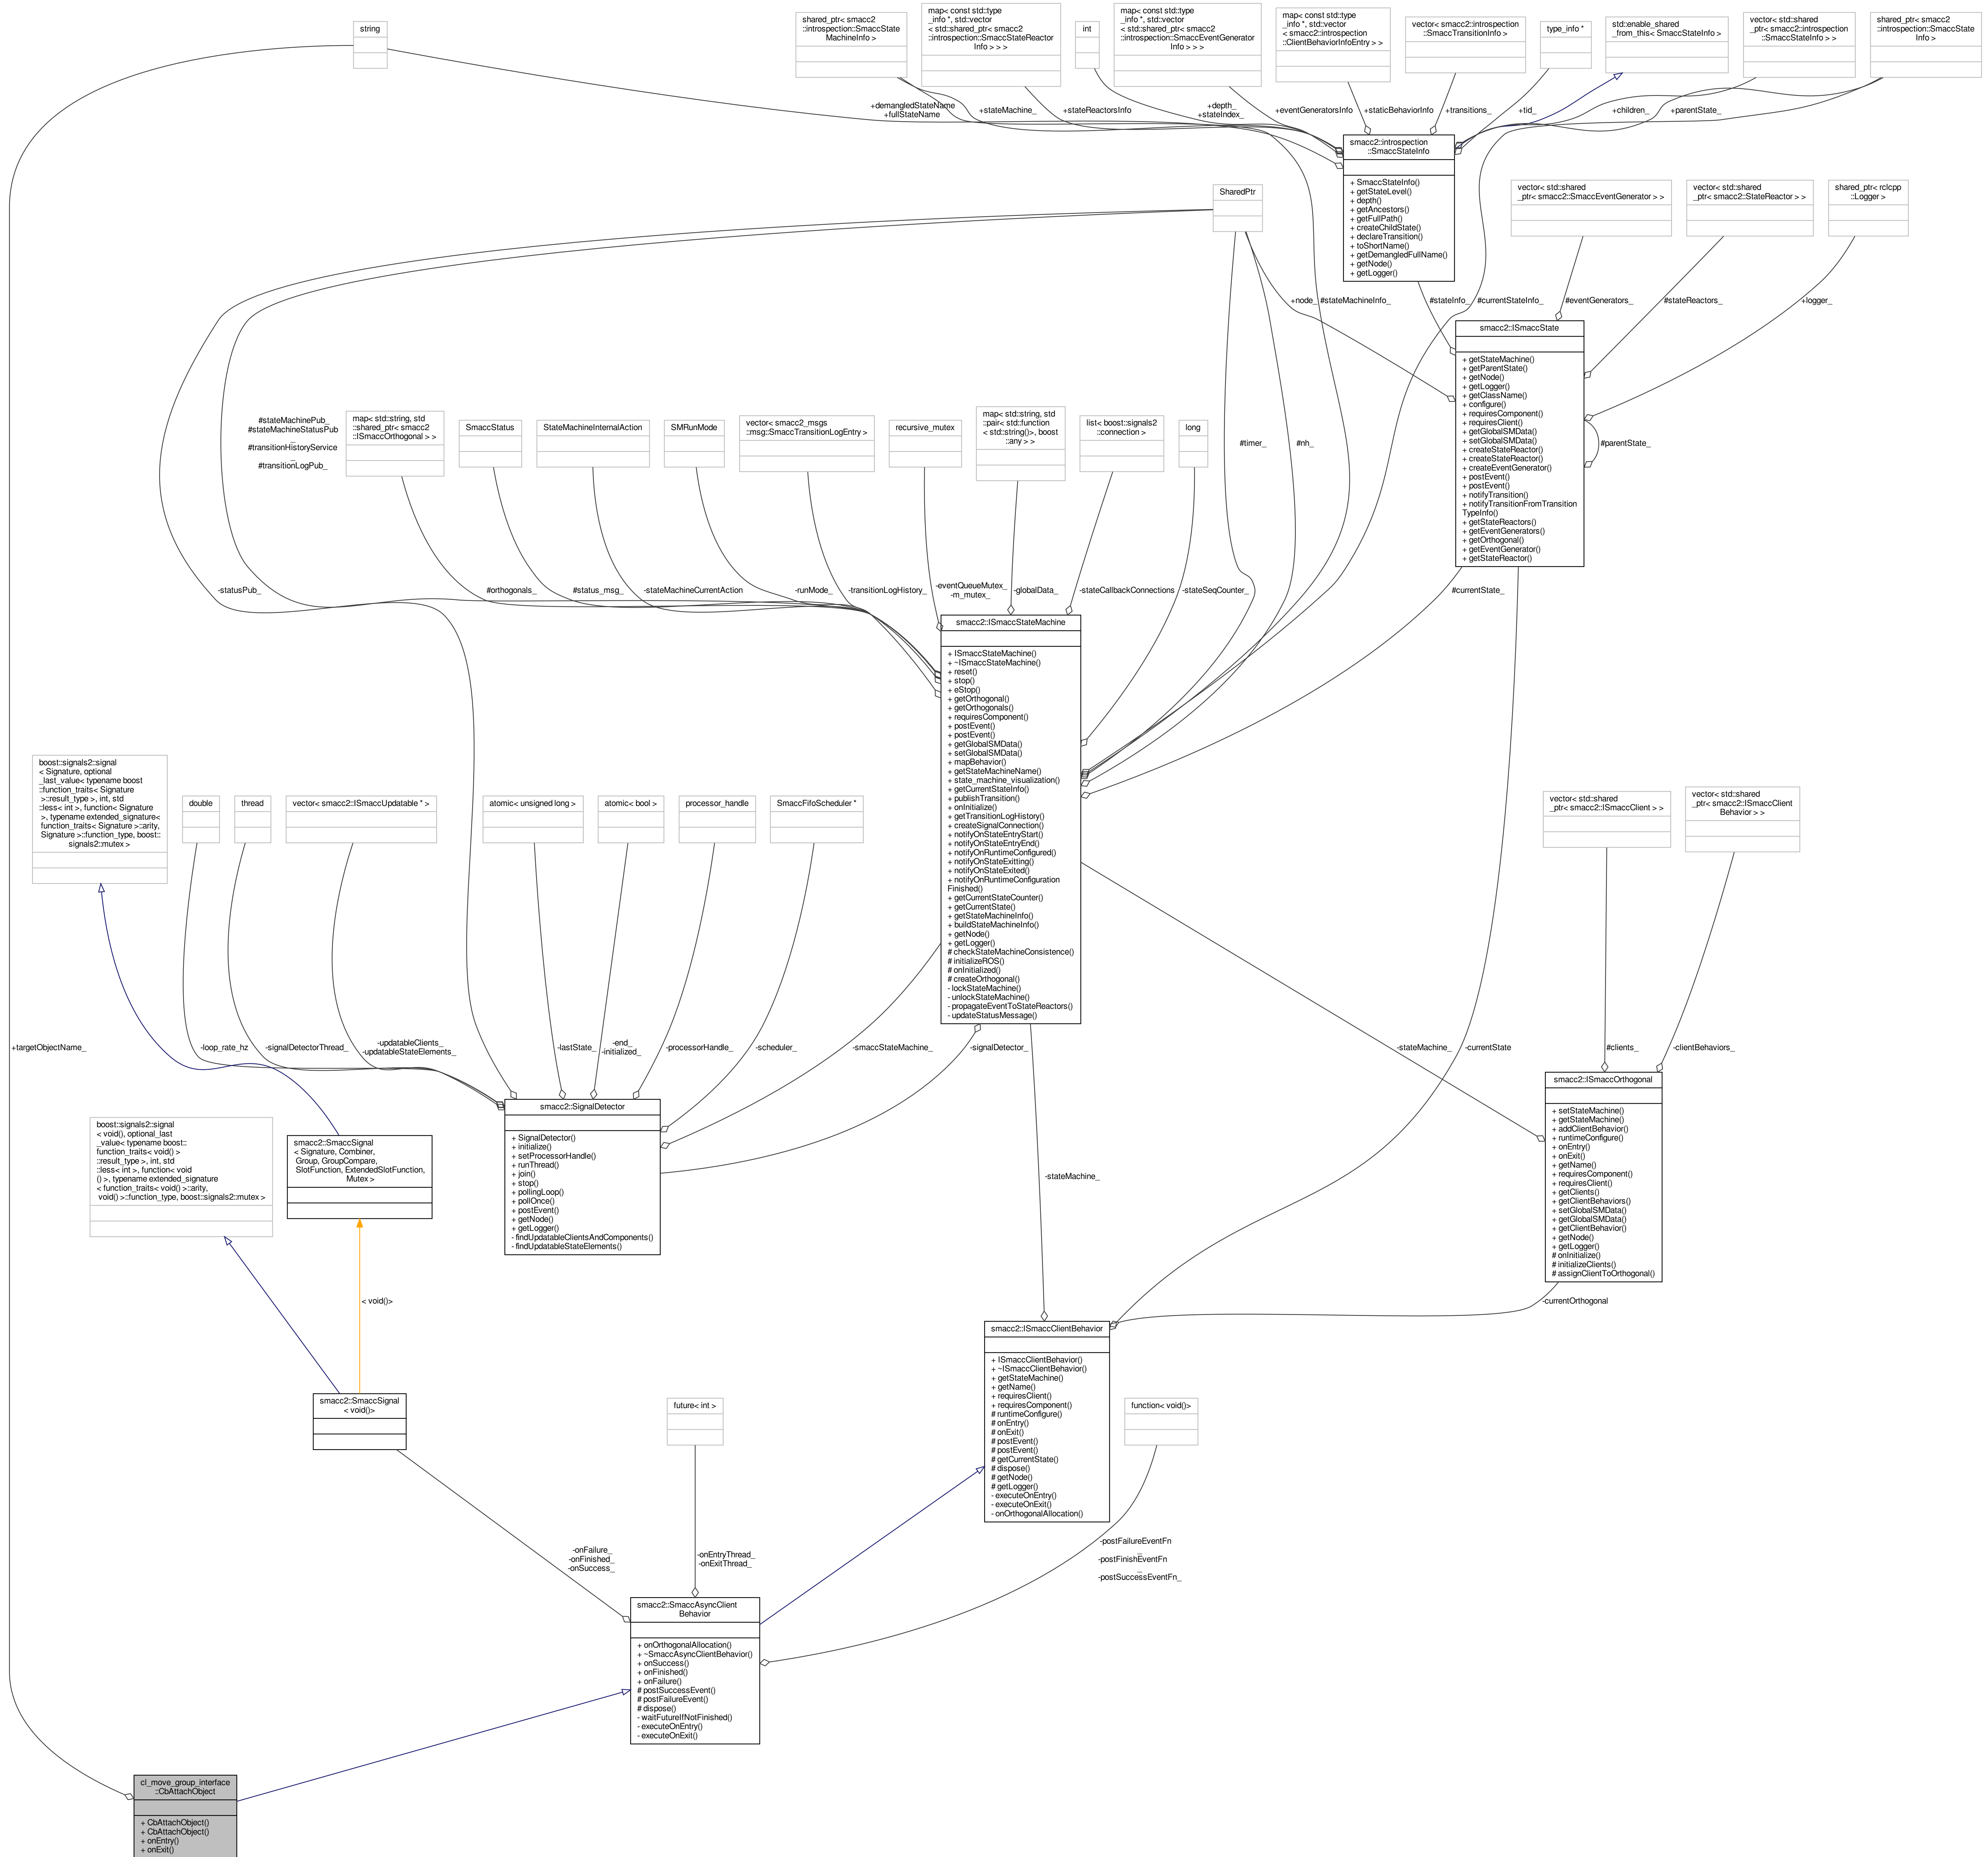 string
shared_ptr< smacc2
::introspection::SmaccState
MachineInfo >
map< const std::type
_info *, std::vector
< std::shared_ptr< smacc2
::introspection::SmaccStateReactor
Info > > >
int
map< const std::type
_info *, std::vector
< std::shared_ptr< smacc2
::introspection::SmaccEventGenerator
Info > > >
map< const std::type
_info *, std::vector
< smacc2::introspection
::ClientBehaviorInfoEntry > >
vector< smacc2::introspection
::SmaccTransitionInfo >
type_info *
std::enable_shared
_from_this< SmaccStateInfo >
vector< std::shared
_ptr< smacc2::introspection
::SmaccStateInfo > >
shared_ptr< smacc2
::introspection::SmaccState
Info >
+demangledStateName
+fullStateName
+stateMachine_
+stateReactorsInfo
+depth_
+stateIndex_
+eventGeneratorsInfo
+staticBehaviorInfo
+transitions_
+tid_
+children_
+parentState_
smacc2::introspection
::SmaccStateInfo
+ SmaccStateInfo()
+ getStateLevel()
+ depth()
+ getAncestors()
+ getFullPath()
+ createChildState()
+ declareTransition()
+ toShortName()
+ getDemangledFullName()
+ getNode()
+ getLogger()
SharedPtr
vector< std::shared
_ptr< smacc2::SmaccEventGenerator > >
vector< std::shared
_ptr< smacc2::StateReactor > >
shared_ptr< rclcpp
::Logger >
+node_
#stateMachineInfo_
#stateInfo_
#currentStateInfo_
#eventGenerators_
#stateReactors_
+logger_
smacc2::ISmaccState
+ getStateMachine()
+ getParentState()
+ getNode()
+ getLogger()
+ getClassName()
+ configure()
+ requiresComponent()
+ requiresClient()
+ getGlobalSMData()
+ setGlobalSMData()
+ createStateReactor()
+ createStateReactor()
+ createEventGenerator()
+ postEvent()
+ postEvent()
+ notifyTransition()
+ notifyTransitionFromTransition
TypeInfo()
+ getStateReactors()
+ getEventGenerators()
+ getOrthogonal()
+ getEventGenerator()
+ getStateReactor()
#parentState_
#stateMachinePub_
#stateMachineStatusPub
_
#transitionHistoryService
_
#transitionLogPub_
map< std::string, std
::shared_ptr< smacc2
::ISmaccOrthogonal > >
SmaccStatus
StateMachineInternalAction
SMRunMode
vector< smacc2_msgs
::msg::SmaccTransitionLogEntry >
recursive_mutex
map< std::string, std
::pair< std::function
< std::string()>, boost
::any > >
list< boost::signals2
::connection >
long
#timer_
#nh_
-statusPub_
#orthogonals_
#status_msg_
-stateMachineCurrentAction
-runMode_
-transitionLogHistory_
-eventQueueMutex_
-m_mutex_
-globalData_
-stateCallbackConnections
-stateSeqCounter_
#currentState_
smacc2::ISmaccStateMachine
+ ISmaccStateMachine()
+ ~ISmaccStateMachine()
+ reset()
+ stop()
+ eStop()
+ getOrthogonal()
+ getOrthogonals()
+ requiresComponent()
+ postEvent()
+ postEvent()
+ getGlobalSMData()
+ setGlobalSMData()
+ mapBehavior()
+ getStateMachineName()
+ state_machine_visualization()
+ getCurrentStateInfo()
+ publishTransition()
+ onInitialize()
+ getTransitionLogHistory()
+ createSignalConnection()
+ notifyOnStateEntryStart()
+ notifyOnStateEntryEnd()
+ notifyOnRuntimeConfigured()
+ notifyOnStateExitting()
+ notifyOnStateExited()
+ notifyOnRuntimeConfiguration
Finished()
+ getCurrentStateCounter()
+ getCurrentState()
+ getStateMachineInfo()
+ buildStateMachineInfo()
+ getNode()
+ getLogger()
# checkStateMachineConsistence()
# initializeROS()
# onInitialized()
# createOrthogonal()
- lockStateMachine()
- unlockStateMachine()
- propagateEventToStateReactors()
- updateStatusMessage()
boost::signals2::signal
< Signature, optional
_last_value< typename boost
::function_traits< Signature
>::result_type >, int, std
::less< int >, function< Signature
>, typename extended_signature<
function_traits< Signature >::arity,
Signature >::function_type, boost::
signals2::mutex >
double
thread
vector< smacc2::ISmaccUpdatable * >
atomic< unsigned long >
atomic< bool >
processor_handle
SmaccFifoScheduler *
vector< std::shared
_ptr< smacc2::ISmaccClient > >
vector< std::shared
_ptr< smacc2::ISmaccClient
Behavior > >
+targetObjectName_
-loop_rate_hz
-signalDetectorThread_
-updatableClients_
-updatableStateElements_
-lastState_
-end_
-initialized_
-processorHandle_
-scheduler_
-smaccStateMachine_
-signalDetector_
-stateMachine_
-currentState
#clients_
-clientBehaviors_
smacc2::SignalDetector
+ SignalDetector()
+ initialize()
+ setProcessorHandle()
+ runThread()
+ join()
+ stop()
+ pollingLoop()
+ pollOnce()
+ postEvent()
+ getNode()
+ getLogger()
- findUpdatableClientsAndComponents()
- findUpdatableStateElements()
smacc2::ISmaccOrthogonal
+ setStateMachine()
+ getStateMachine()
+ addClientBehavior()
+ runtimeConfigure()
+ onEntry()
+ onExit()
+ getName()
+ requiresComponent()
+ requiresClient()
+ getClients()
+ getClientBehaviors()
+ setGlobalSMData()
+ getGlobalSMData()
+ getClientBehavior()
+ getNode()
+ getLogger()
# onInitialize()
# initializeClients()
# assignClientToOrthogonal()
boost::signals2::signal
< void(), optional_last
_value< typename boost::
function_traits< void() >
::result_type >, int, std
::less< int >, function< void
() >, typename extended_signature
< function_traits< void() >::arity,
void() >::function_type, boost::signals2::mutex >
smacc2::SmaccSignal
< Signature, Combiner,
Group, GroupCompare,
SlotFunction, ExtendedSlotFunction,
Mutex >
-stateMachine_
< void()>
-currentOrthogonal
smacc2::ISmaccClientBehavior
+ ISmaccClientBehavior()
+ ~ISmaccClientBehavior()
+ getStateMachine()
+ getName()
+ requiresClient()
+ requiresComponent()
# runtimeConfigure()
# onEntry()
# onExit()
# postEvent()
# postEvent()
# getCurrentState()
# dispose()
# getNode()
# getLogger()
- executeOnEntry()
- executeOnExit()
- onOrthogonalAllocation()
smacc2::SmaccSignal
< void()>
future< int >
function< void()>
-onFailure_
-onFinished_
-onSuccess_
-onEntryThread_
-onExitThread_
-postFailureEventFn
_
-postFinishEventFn
_
-postSuccessEventFn_
smacc2::SmaccAsyncClient
Behavior
+ onOrthogonalAllocation()
+ ~SmaccAsyncClientBehavior()
+ onSuccess()
+ onFinished()
+ onFailure()
# postSuccessEvent()
# postFailureEvent()
# dispose()
- waitFutureIfNotFinished()
- executeOnEntry()
- executeOnExit()
cl_move_group_interface
::CbAttachObject
+ CbAttachObject()
+ CbAttachObject()
+ onEntry()
+ onExit()